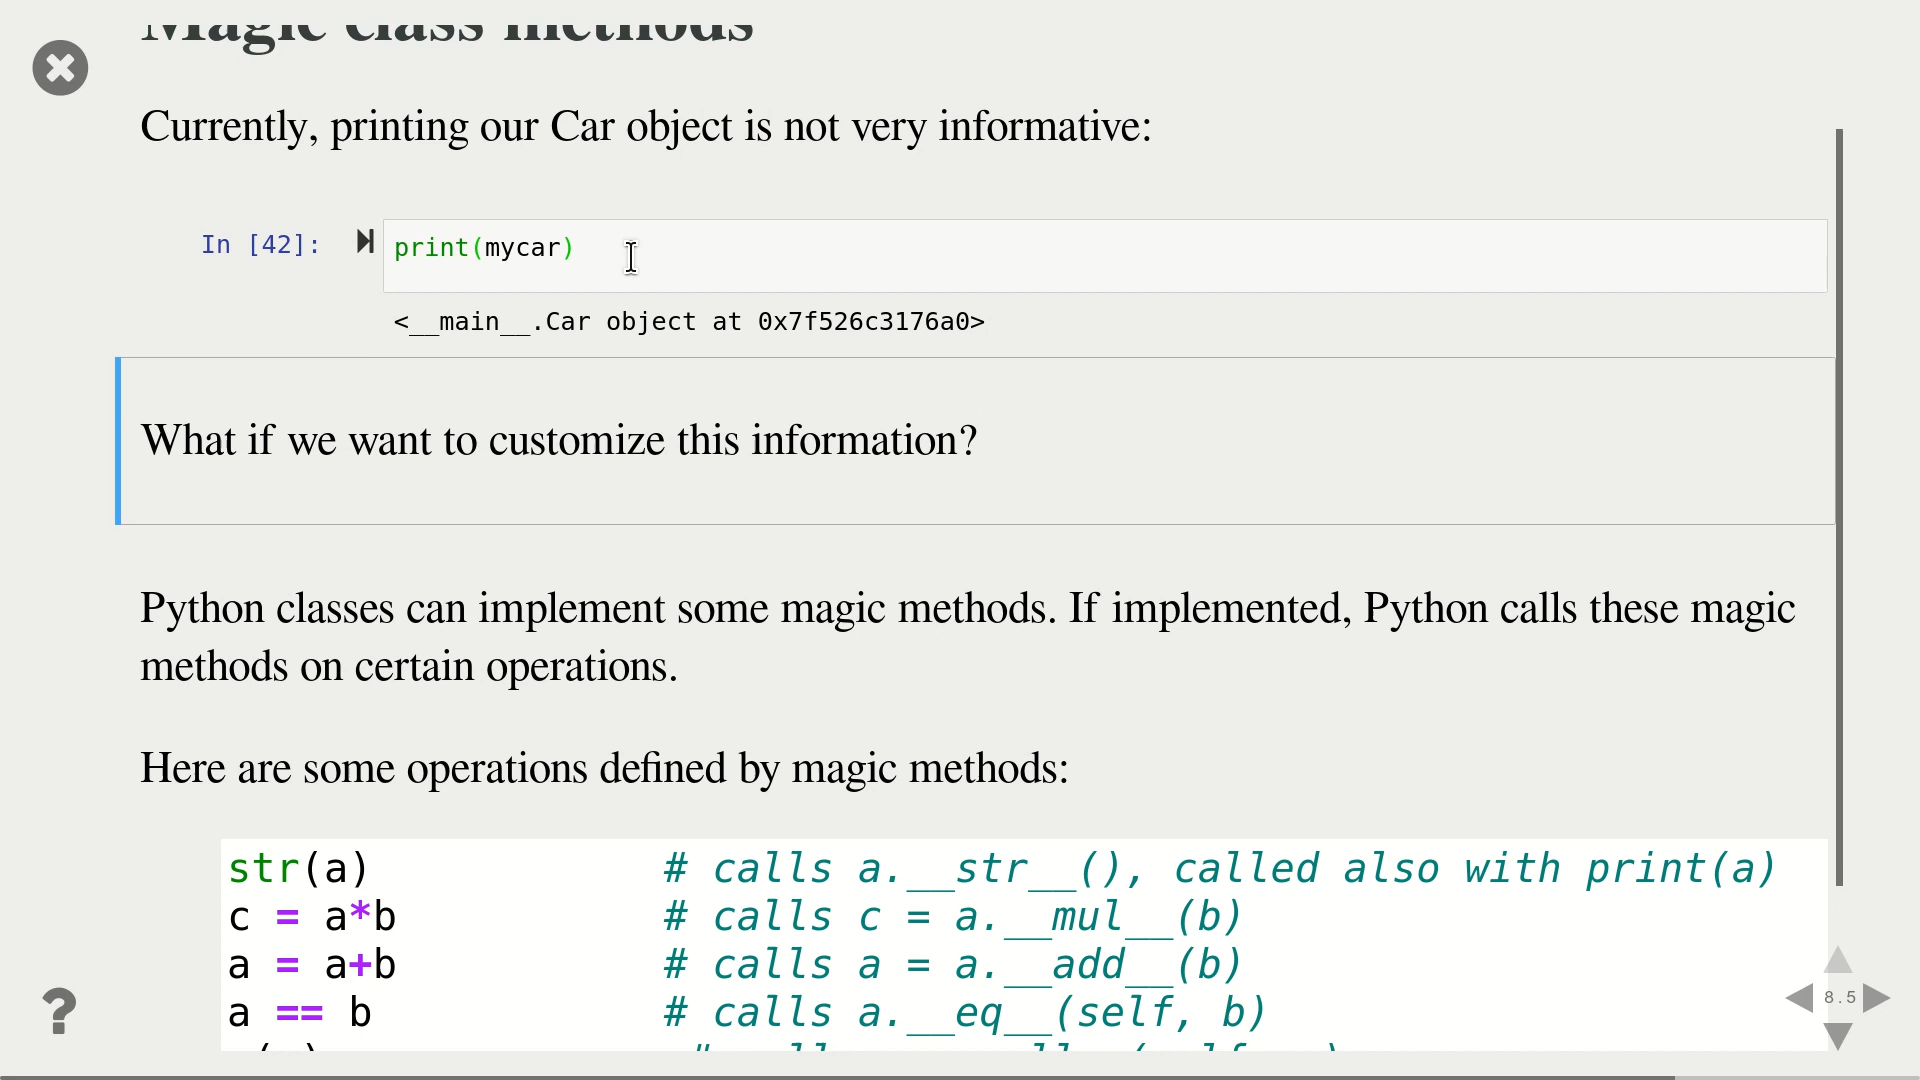 Magic class methods
Currently, printing our Car object is not very informative:
In [42]: print(mycar)
<__main__.Car object at 0x7f526c3176a0>
What if we want to customize this information?
Python classes can implement some magic methods. If implemented, Python calls these magic
methods on certain operations.
Here are some operations defined by magic methods:
str(a) # calls a.__str__(), called also with print(a)
c = a*b # calls c = a.__mul__(b)
a = a+b # calls a = a.__add__(b)
a == b # calls a.__eq__(self, b)
8.5